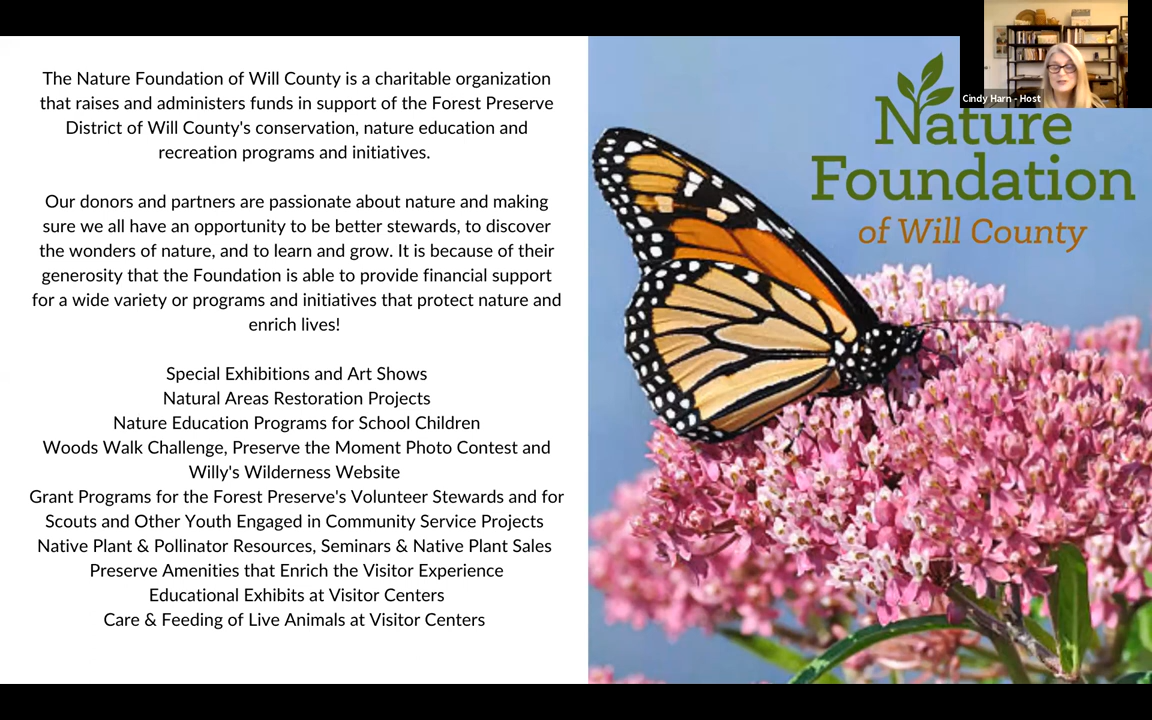 The Nature Foundation of Will County is a charitable organization
that raises and administers funds in support of the Forest Preserve
District of Will County's conservation, nature education and
recreation programs and initiatives.
Our donors and partners are passionate about nature and making
sure we all have an opportunity to be better stewards, to discover
the wonders of nature, and to learn and grow. It is because of their
generosity that the Foundation is able to provide financial support
for a wide variety or programs and initiatives that protect nature and
enrich lives!
Special Exhibitions and Art Shows
Natural Areas Restoration Projects
Nature Education Programs for School Children
Woods Walk Challenge, Preserve the Moment Photo Contest and
Willy's Wilderness Website
Grant Programs for the Forest Preserve's Volunteer Stewards and for
Scouts and Other Youth Engaged in Community Service Projects
Native Plant & Pollinator Resources, Seminars & Native Plant Sales
Preserve Amenities that Enrich the Visitor Experience
Educational Exhibits at Visitor Centers
Care & Feeding of Live Animals at Visitor Centers
Cindy Harn - Host
Nature
Foundation
of Will County